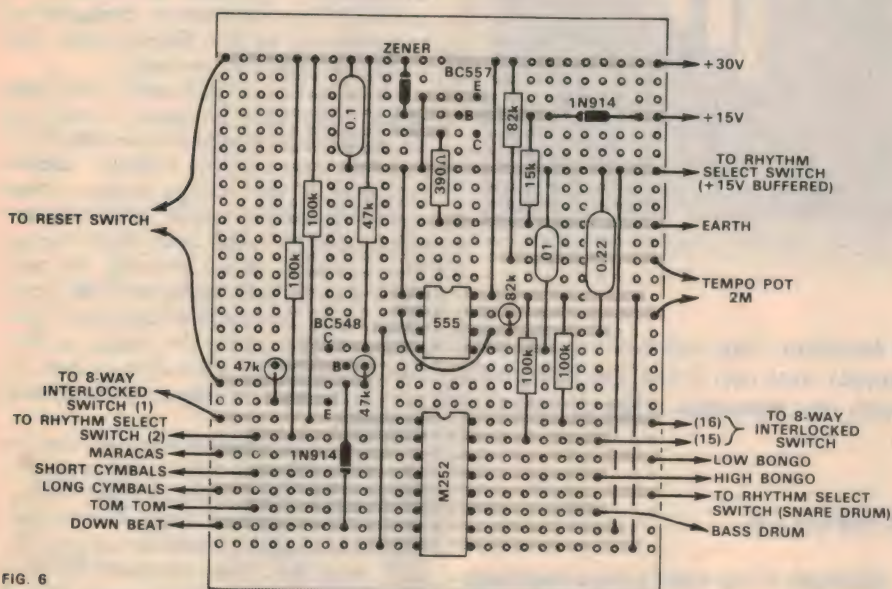 ZENER
BC557
E
B
C
+30V
1N914
+15V
0.1
82k
390Ω
15k
TO RHYTHM
SELECT SWITCH
(+15V BUFFERED)
TO RESET SWITCH
100k
100k
47k
01
0.22
EARTH
TEMPO POT
2M
82k
555
BC548
C
B
E
47k
47k
100k
100k
TO 8-WAY
INTERLOCKED
SWITCH (1)
TO RHYTHM SELECT
SWITCH (2)
MARACAS
SHORT CYMBALS
LONG CYMBALS
TOM TOM
DOWN BEAT
1N914
M252
(16)
(15)
TO 8-WAY
INTERLOCKED
SWITCH
LOW BONGO
HIGH BONGO
TO RHYTHM SELECT
SWITCH (SNARE DRUM)
BASS DRUM
FIG. 6